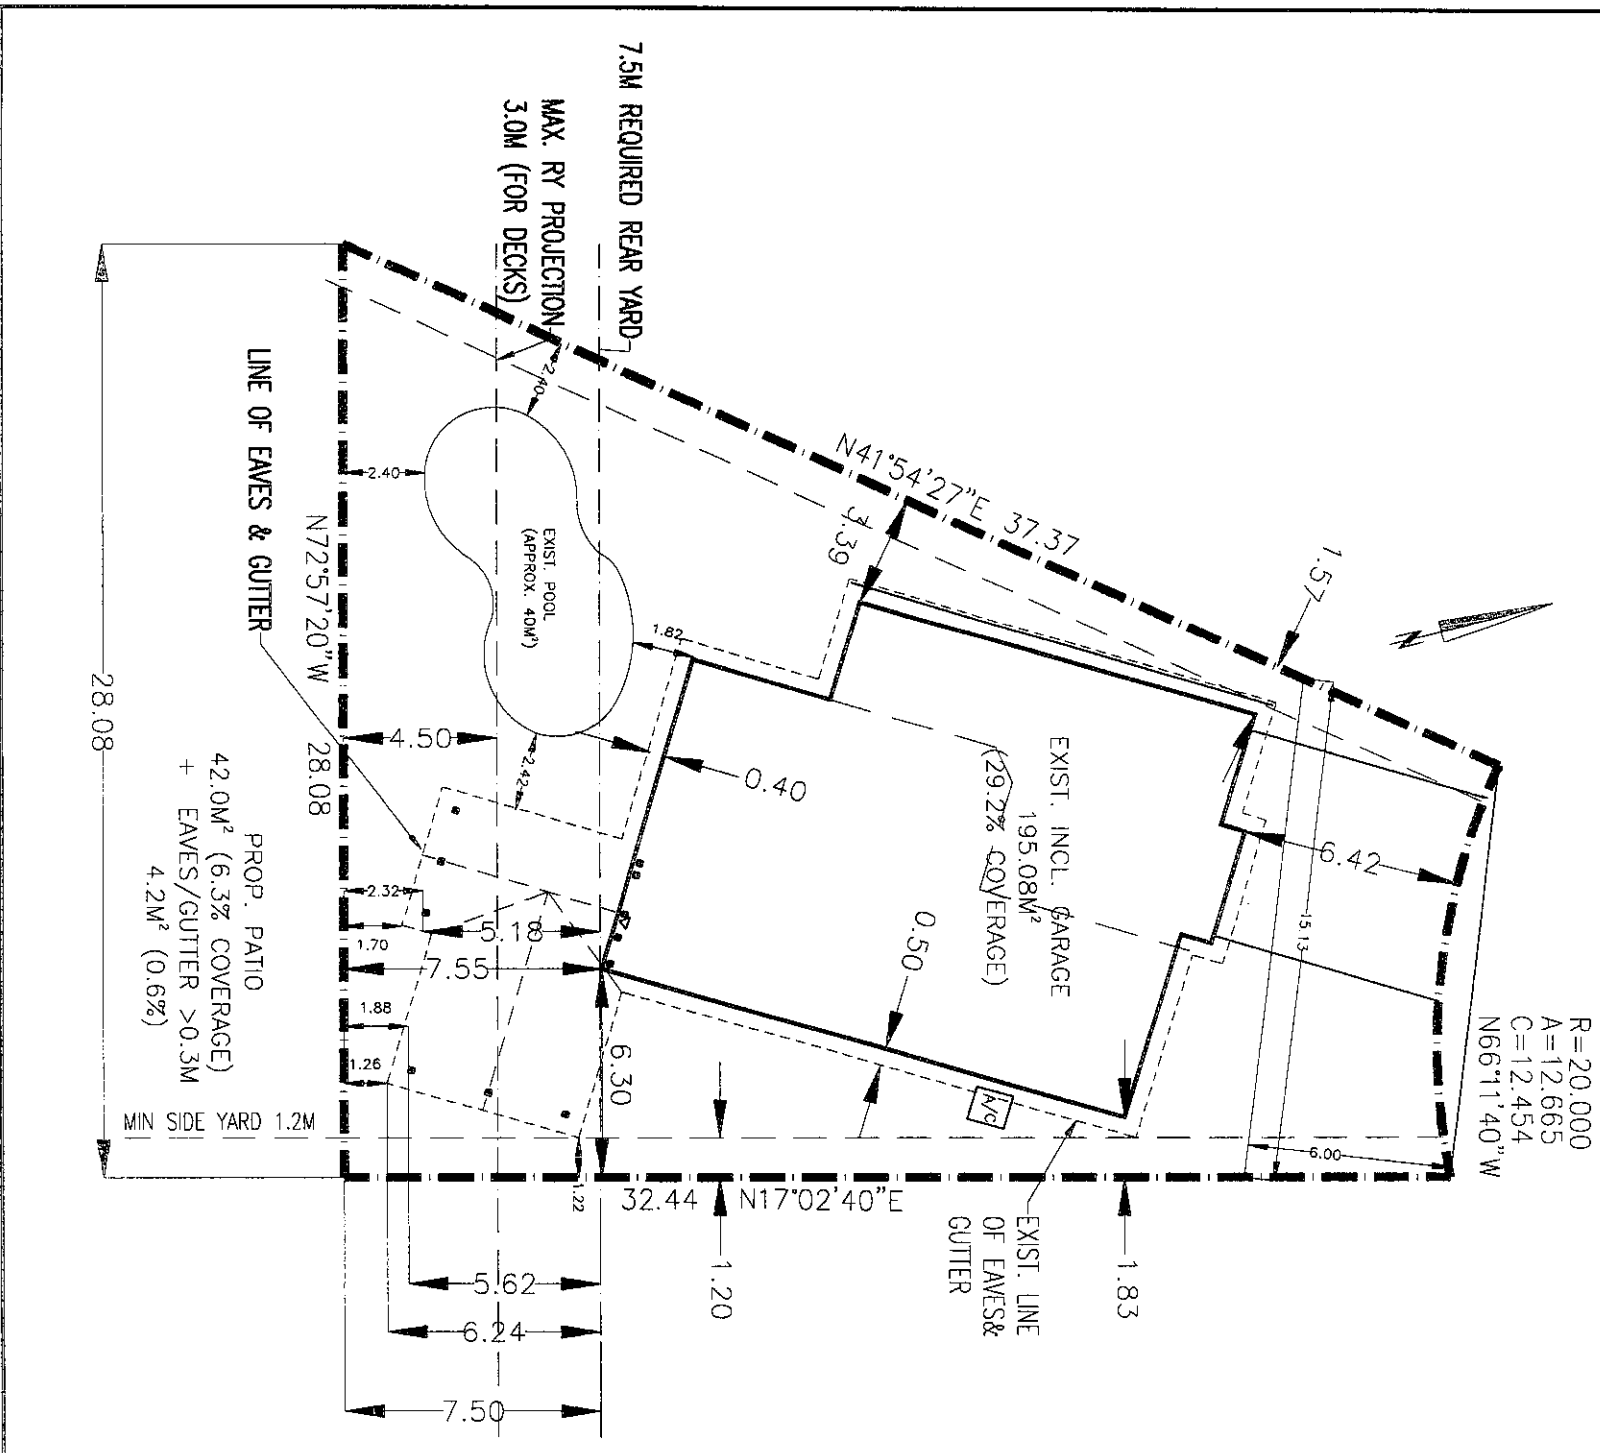 7.5M REQUIRED REAR YARD
MAX. RY PROJECTION
3.0M (FOR DECKS)
LINE OF EAVES & GUTTER
28.08
N72°57'20"W 28.08
2.40
2.40
EXIST. POOL
(APPROX. 40M²)
1.82
2.42
4.50
0.40
N41°54'27"E 37.37
3.39
1.57
N
EXIST. INCL. GARAGE
195.08M²
(29.2% COVERAGE)
6.42
15.13
0.50
R=20.000
A=12.665
C=12.454
N66°11'40"W
6.00
A/C
PROP. PATIO
42.0M² (6.3% COVERAGE)
+ EAVES/GUTTER >0.3M
4.2M² (0.6%)
2.32
5.18
1.70
7.55
1.88
1.26
6.30
MIN SIDE YARD 1.2M
1.22
32.44 N17°02'40"E
EXIST. LINE
OF EAVES&
GUTTER
1.83
1.20
5.62
6.24
7.50